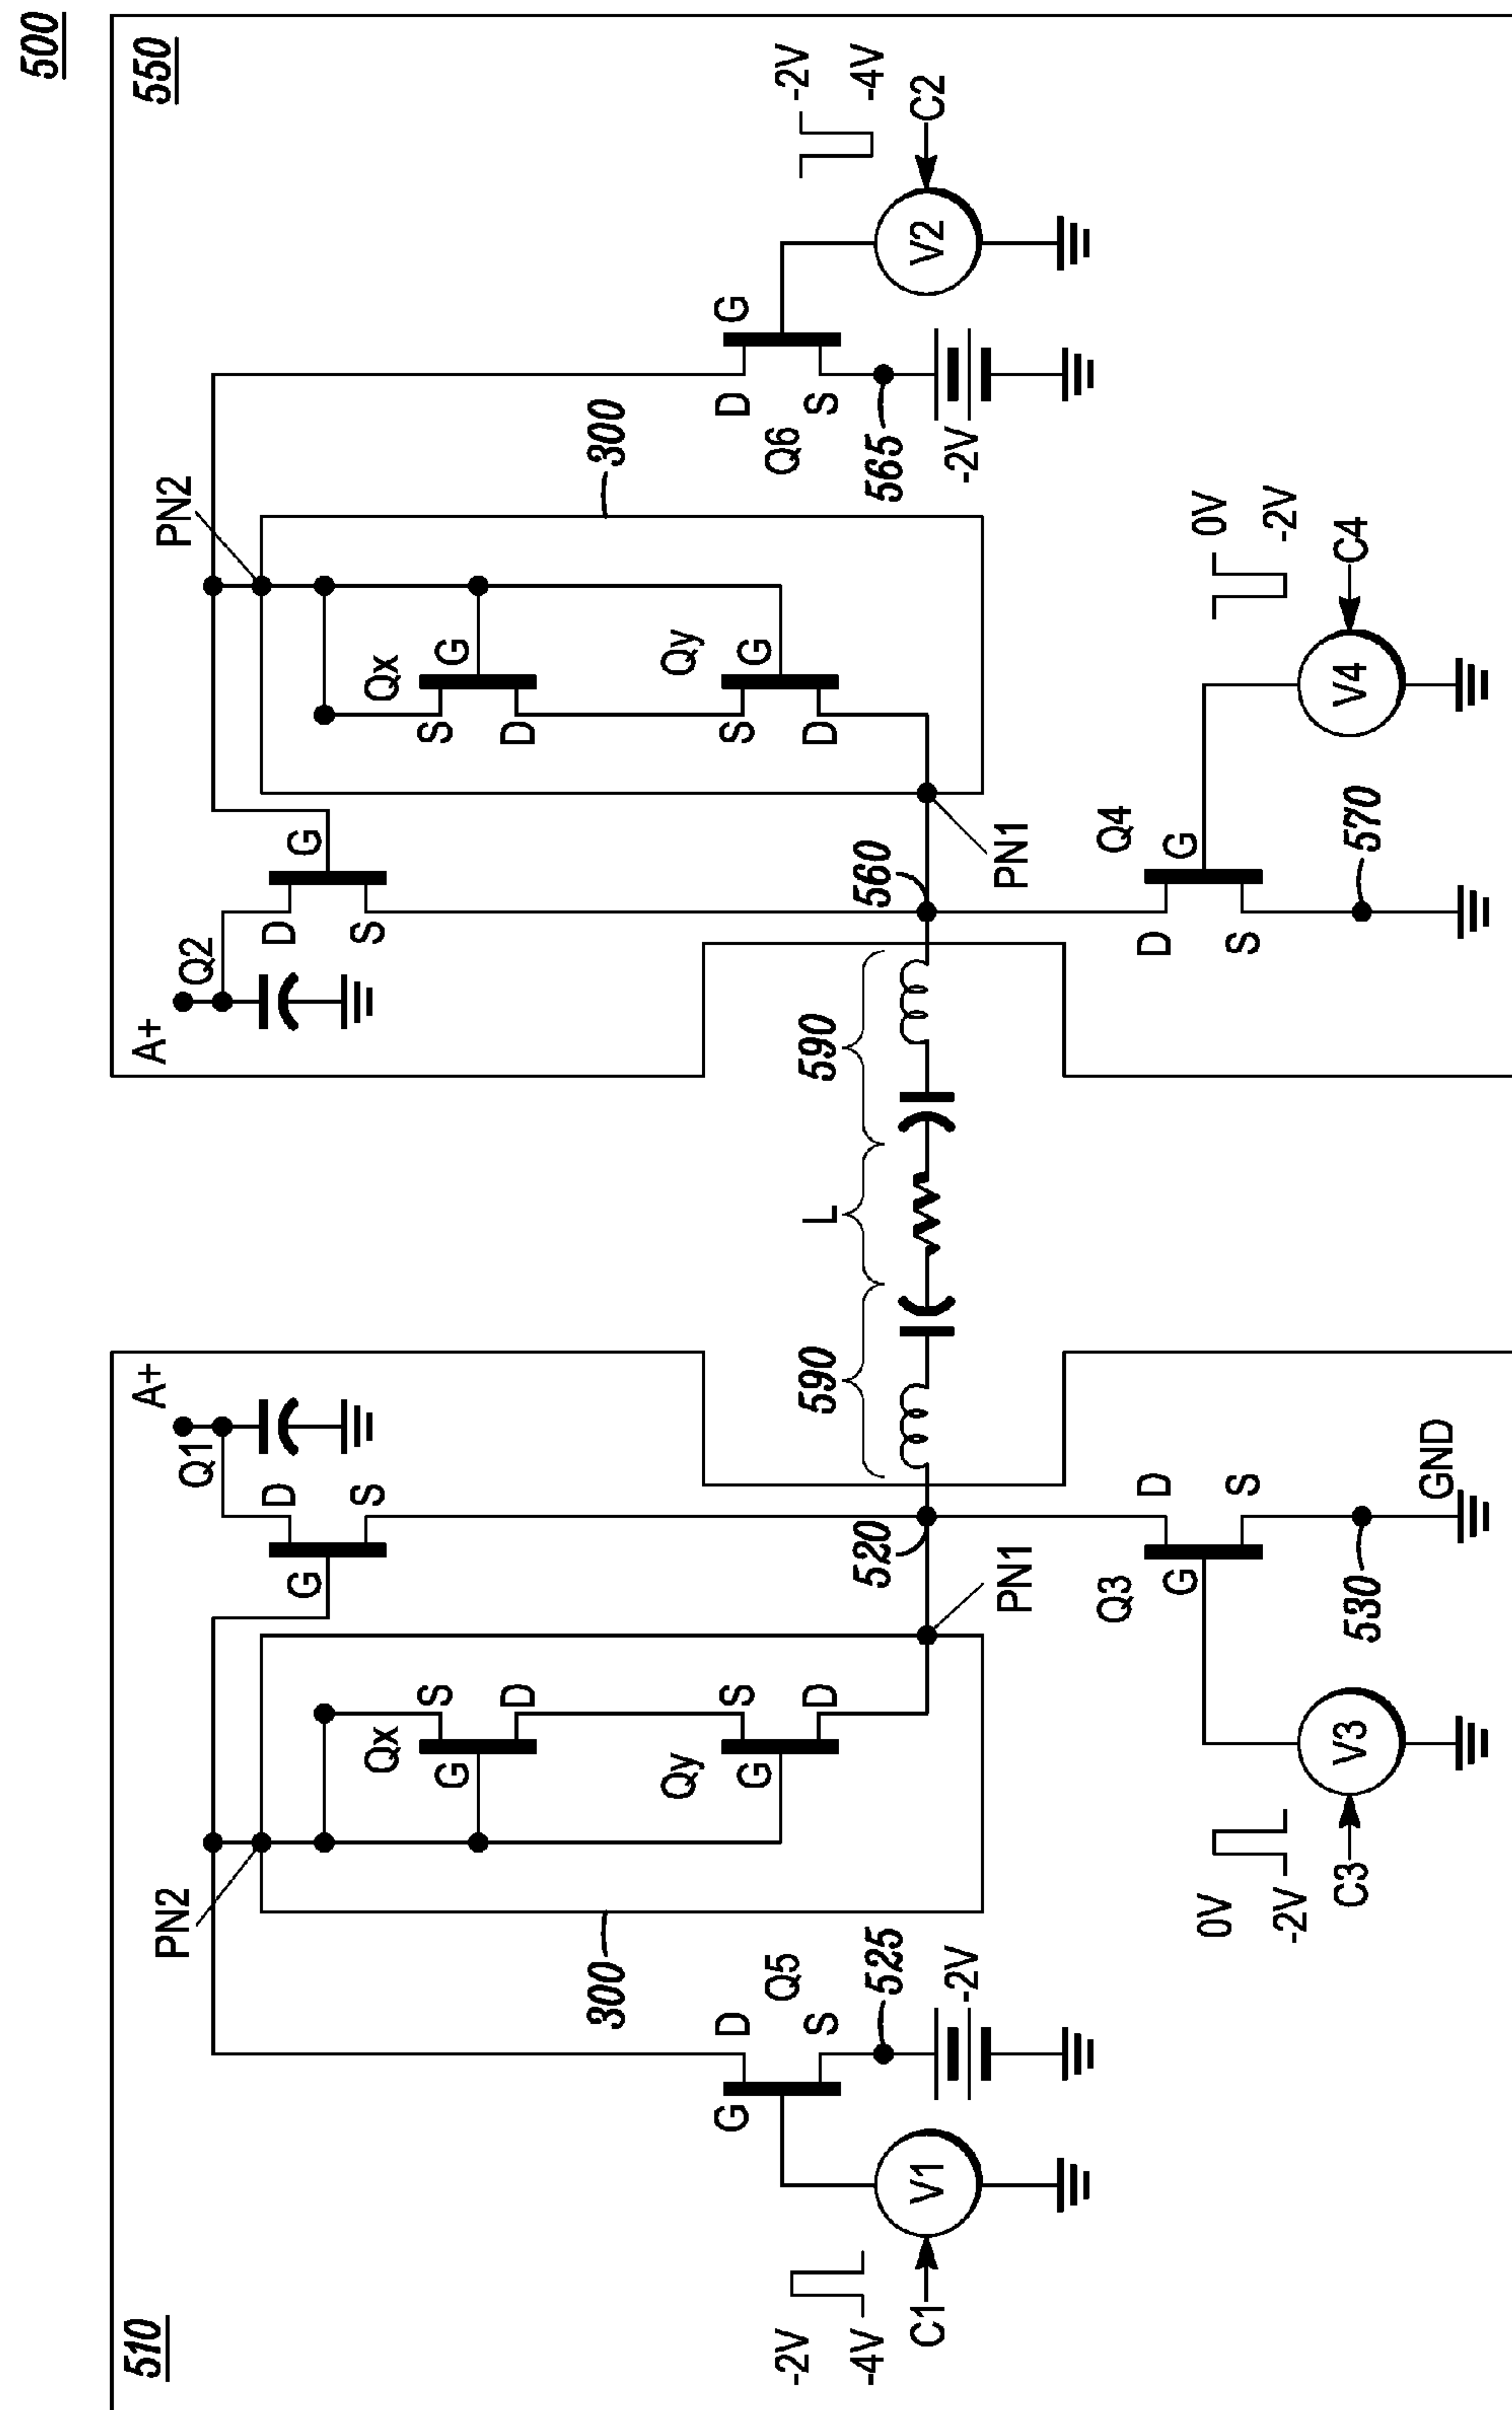 500
550
-2V
-4V
C2
V2
G
D
S
Q6
565
-2V
300
PN2
Qx
G
S
D
Qy
G
S
D
PN1
560
G
D
S
Q2
A+
0V
-2V
C4
V4
Q4
G
D
S
570
590
L
590
A+
Q1
D
S
G
520
PN1
D
S
G
Q3
530
GND
V3
0V
-2V
C3
Qx
S
D
G
Qy
S
D
G
PN2
300
Q5
D
S
G
525
-2V
V1
-2V
-4V
C1
510